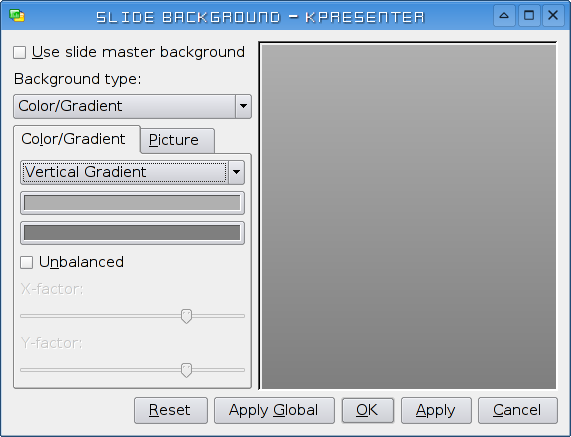 SLIDE BACKGROUND - KPRESENTER
Use slide master background
Background type:
Color/Gradient
Color/Gradient Picture
Vertical Gradient
Unbalanced
X-factor:
Y-factor:
Reset Apply Global OK Apply Cancel